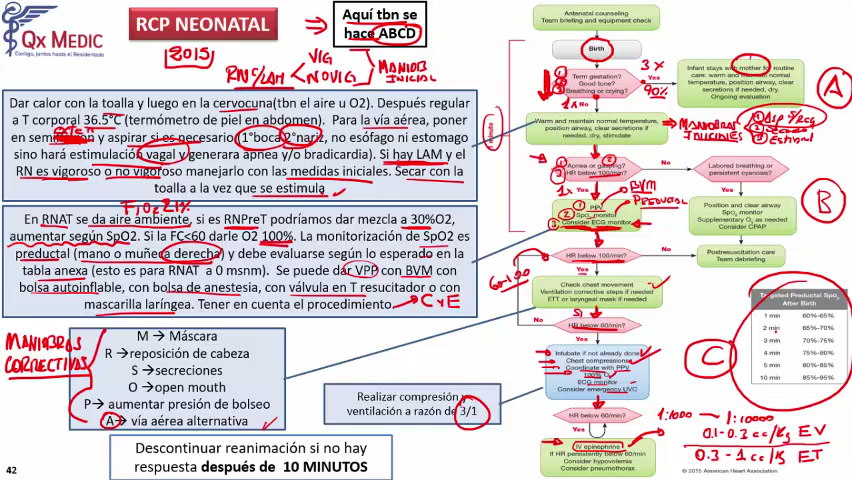 Qx MEDIC
Contigo, juntos hasta el Residentado
RCP NEONATAL
2015
Aquí tbn se
hace ABCD
RN C/LAM
VIG
NO VIG
MANIOB
INICIAL
Dar calor con la toalla y luego en la cervocuna(tbn el aire u O2). Después regular
a T corporal 36.5°c (termómetro de piel en abdomen). Para la vía aérea, poner
y aspirar si es necesario (1°boca 2°nariz, no esófago ni estomago
sino hará estimulación vagal y generara apnea y/o bradicardia). Si hay LAM y el
RN es vigoroso o no vigoroso manejarlo con las medidas iniciales. Secar con la
toalla a la vez que se estimula
FiO2 21%
En RNAT se da aire ambiente, si es RNPreT podríamos dar mezcla a 30%O2,
aumentar según SpO2. Si la FC<60 darle O2 100%. La mnitorización de SpO2 es
preductal (mano o muñeca derecha) y debe evaluarse según lo esperado en la
tabla anexa (esto es para RNAT a 0 msnm). Se puede dar VPP con BVM con
bolsa autoinflable, con bolsa de anestesia, con válvula en T resucitador o con
mascarilla laríngea. Tener en cuenta el procedimiento
C y E
MANIOBRAS
CORRECTIVAS
M → Máscara
R → reposición de cabeza
S → secreciones
O → open mouth
P → aumentar presión de bolseo
A → vía aérea alternativa
Realizar compresión y
ventilación a razón de 3/1
Descontinuar reanimación si no hay
respuesta después de 10 MINUTOS
42
Antenatal counseling
Team briefing and equipment check
Birth
1 minute
Term gestation?
Good tone?
Breathing or crying?
3x
Yes
90%
Infant stays with mother for routine
care: warm and maintain normal
temperature, position airway, clear
secretions if needed, dry.
Ongoing evaluation
A
1x
No
Warm and maintain normal temperature,
position airway, clear secretions if
needed, dry, stimulate
MANIOBRAS
INICIALES
Apnea or gasping?
HR below 100/min?
No
Labored breathing or
persistent cyanosis?
1x
Yes
Yes
BVM
PREDUCTAL
PPV
SpO2 monitor
Consider ECG monitor
Position and clear airway
SpO2 monitor
Supplementary O2 as needed
Consider CPAP
B
HR below 100/min?
No
Postresuscitation care
Team debriefing
60-100
Yes
Check chest movement
Ventilation corrective steps if needed
ETT or laryngeal mask if needed
No
HR below 60/min?
SI
Yes
Intubate if not already done
Chest compressions
Coordinate with PPV
100% O2
ECG monitor
Consider emergency UVC
C
Targeted Preductal SpO2
After Birth
1 min 60%-65%
2 min 65%-70%
3 min 70%-75%
4 min 75%-80%
5 min 80%-85%
10 min 85%-95%
HR below 60/min?
Yes
IV epinephrine
If HR persistently below 60/min
Consider hypovolemia
Consider pneumothorax
1:1000 1:10000
0.1-0.3 cc/Kg EV
0.3 - 1 cc/K ET
© 2015 American Heart Association